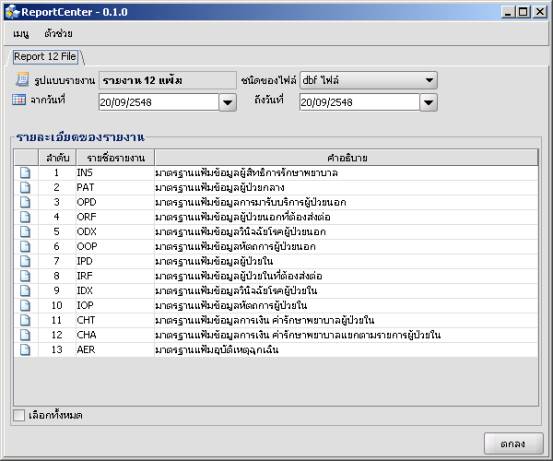 ReportCenter - 0.1.0
เมนู ตัวช่วย
Report 12 File
รูปแบบรายงาน รายงาน 12 แฟ้ม ชนิดของไฟล์ dbf ไฟล์
จากวันที่ 20/09/2548 ถึงวันที่ 20/09/2548
รายละเอียดของรายงาน
ลำดับ รายชื่อรายงาน คำอธิบาย
1 INS มาตรฐานแฟ้มข้อมูลผู้มีสิทธิการรักษาพยาบาล
2 PAT มาตรฐานแฟ้มข้อมูลผู้ป่วยกลาง
3 OPD มาตรฐานแฟ้มข้อมูลการมารับบริการผู้ป่วยนอก
4 ORF มาตรฐานแฟ้มข้อมูลผู้ป่วยนอกที่ต้องส่งต่อ
5 ODX มาตรฐานแฟ้มข้อมูลวินิจฉัยโรคผู้ป่วยนอก
6 OOP มาตรฐานแฟ้มข้อมูลหัตถการผู้ป่วยนอก
7 IPD มาตรฐานแฟ้มข้อมูลผู้ป่วยใน
8 IRF มาตรฐานแฟ้มข้อมูลผู้ป่วยในที่ต้องส่งต่อ
9 IDX มาตรฐานแฟ้มข้อมูลวินิจฉัยโรคผู้ป่วยใน
10 IOP มาตรฐานแฟ้มข้อมูลหัตถการผู้ป่วยใน
11 CHT มาตรฐานแฟ้มข้อมูลการเงิน ค่ารักษาพยาบาลผู้ป่วยใน
12 CHA มาตรฐานแฟ้มข้อมูลการเงิน ค่ารักษาพยาบาลแยกตามรายการผู้ป่วยใน
13 AER มาตรฐานแฟ้มอุบัติเหตุฉุกเฉิน
เลือกทั้งหมด
ตกลง